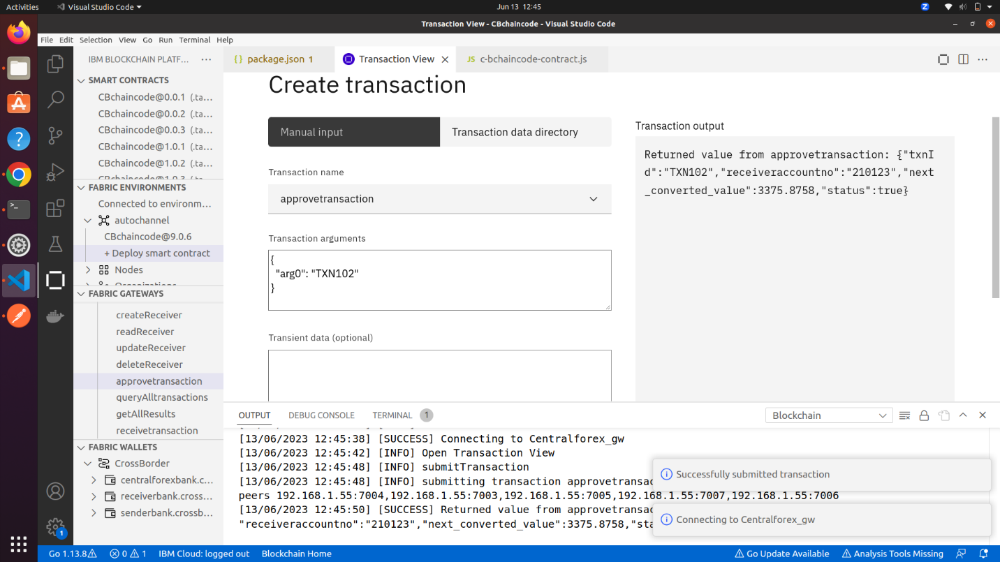 Activities
Visual Studio Code
Jun 13 12:45
Z
Transaction View - CBchaincode - Visual Studio Code
File Edit Selection View Go Run Terminal Help
IBM BLOCKCHAIN PLATF...
SMART CONTRACTS
CBchaincode@0.0.1 (.ta...
CBchaincode@0.0.2 (.ta...
CBchaincode@0.0.3 (.ta...
CBchaincode@1.0.1 (.ta...
CBchaincode@1.0.2 (.ta...
CBchaincode@1.0.3 (.ta...
FABRIC ENVIRONMENTS
Connected to environm...
autochannel
CBchaincode@9.0.6
+ Deploy smart contract
Nodes
Organizations
FABRIC GATEWAYS
createReceiver
readReceiver
updateReceiver
deleteReceiver
approvetransaction
queryAlltransactions
getAllResults
receivetransaction
FABRIC WALLETS
CrossBorder
centralforexbank.c...
receiverbank.cross...
senderbank.crossb...
1
{} package.json 1
Transaction View
JS c-bchaincode-contract.js
Create transaction
Manual input
Transaction data directory
Transaction name
approvetransaction
Transaction arguments
{
"arg0": "TXN102"
}
Transient data (optional)
Transaction output
Returned value from approvetransaction: {"txnI
d":"TXN102","receiveraccountno":"210123","next
_converted_value":3375.8758,"status":true}
OUTPUT DEBUG CONSOLE TERMINAL 1
Blockchain
[13/06/2023 12:45:38] [SUCCESS] Connecting to Centralforex_gw
[13/06/2023 12:45:42] [INFO] Open Transaction View
[13/06/2023 12:45:48] [INFO] submitTransaction
[13/06/2023 12:45:48] [INFO] submitting transaction approvetransac
peers 192.168.1.55:7004,192.168.1.55:7003,192.168.1.55:7005,192.168.1.55:7007,192.168.1.55:7006
[13/06/2023 12:45:50] [SUCCESS] Returned value from approvetransac
"receiveraccountno":"210123","next_converted_value":3375.8758,"sta
Successfully submitted transaction
Connecting to Centralforex_gw
Go 1.13.8
0 1
IBM Cloud: logged out
Blockchain Home
Go Update Available
Analysis Tools Missing